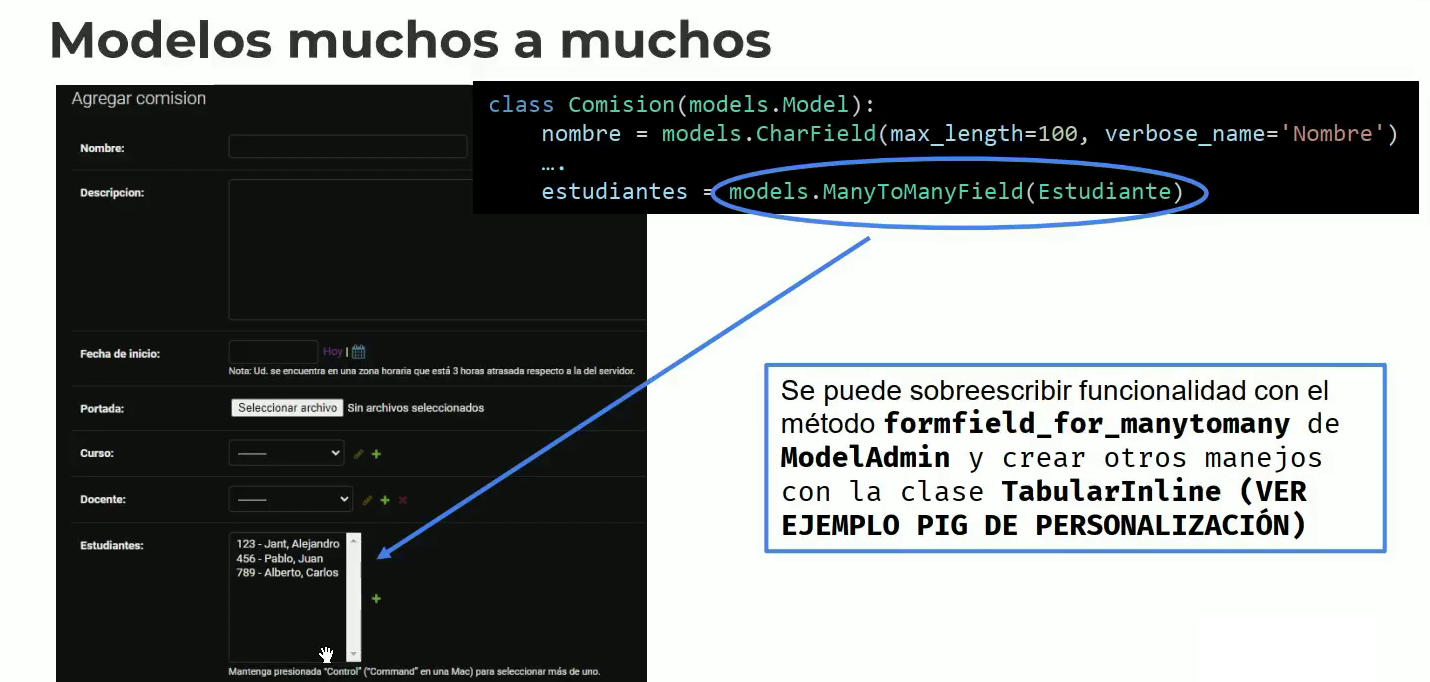 Modelos muchos a muchos
Agregar comision
Nombre:
Descripcion:
Fecha de inicio:
Hoy |
Nota: Ud. se encuentra en una zona horaria que está 3 horas atrasada respecto a la del servidor.
Portada:
Seleccionar archivo Sin archivos seleccionados
Curso:
Docente:
Estudiantes:
123 - Jant, Alejandro
456 - Pablo, Juan
789 - Alberto, Carlos
Mantenga presionada "Control" ("Command" en una Mac) para seleccionar más de uno.
class Comision(models.Model):
nombre = models.CharField(max_length=100, verbose_name='Nombre')
….
estudiantes = models.ManyToManyField(Estudiante)
Se puede sobreescribir funcionalidad con el
método formfield_for_manytomany de
ModelAdmin y crear otros manejos
con la clase TabularInline (VER
EJEMPLO PIG DE PERSONALIZACIÓN)